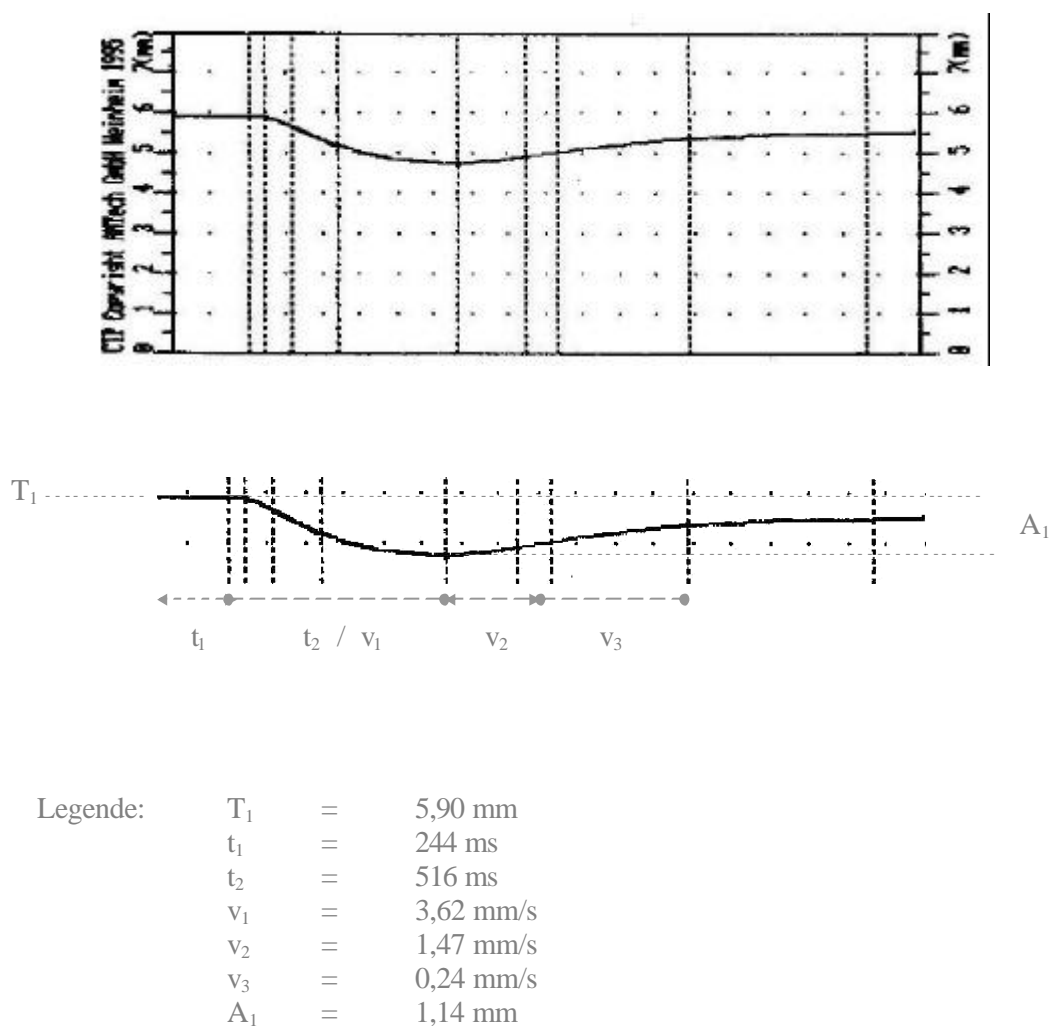 CIP Copyright AMTech GmbH Weinheim 1995
0 1 2 3 4 5 6 7(mm)
0 1 2 3 4 5 6 7(mm)
T₁
A₁
t₁ t₂ / v₁ v₂ v₃
Legende: T₁ = 5,90 mm
t₁ = 244 ms
t₂ = 516 ms
v₁ = 3,62 mm/s
v₂ = 1,47 mm/s
v₃ = 0,24 mm/s
A₁ = 1,14 mm